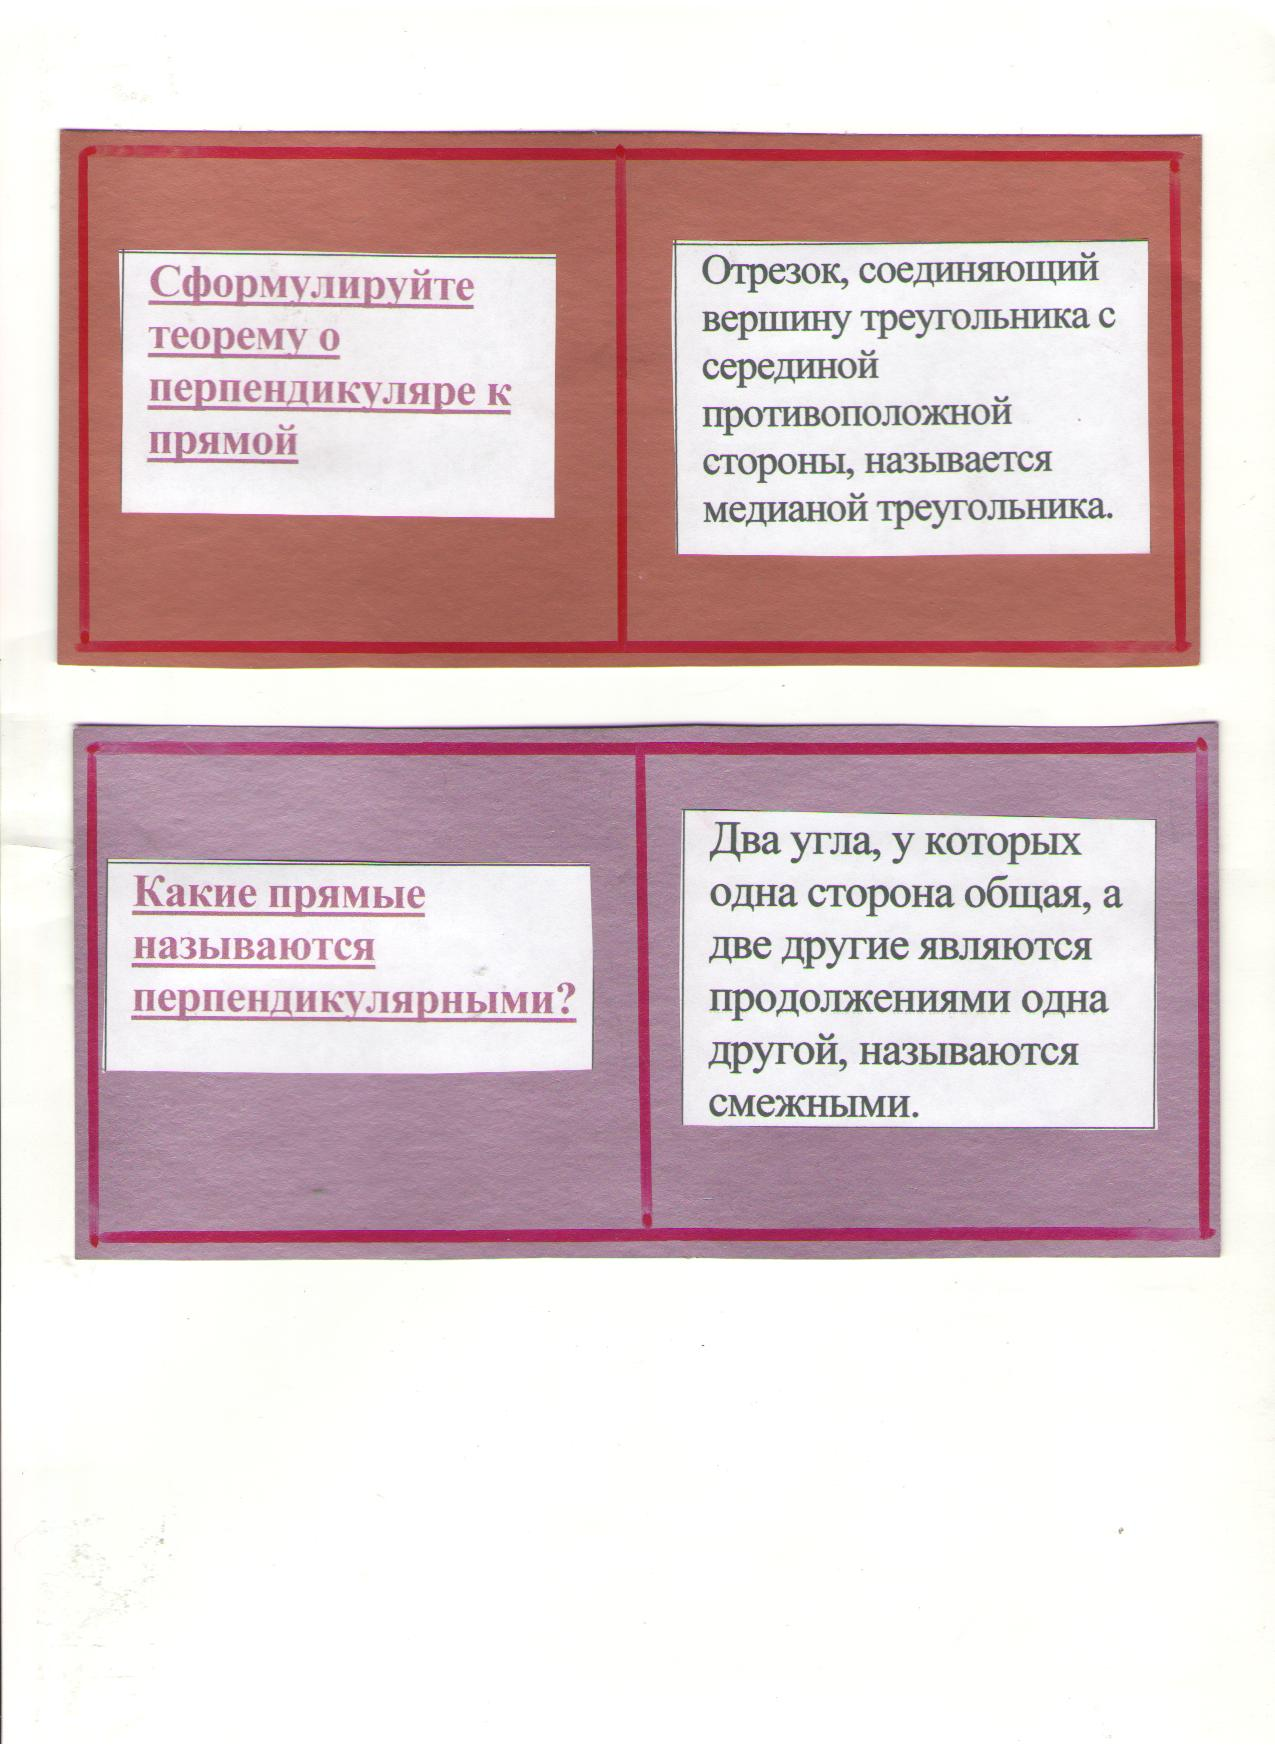 Сформулируйте
теорему о
перпендикуляре к
прямой
Отрезок, соединяющий
вершину треугольника с
серединой
противоположной
стороны, называется
медианой треугольника.
Какие прямые
называются
перпендикулярными?
Два угла, у которых
одна сторона общая, а
две другие являются
продолжениями одна
другой, называются
смежными.